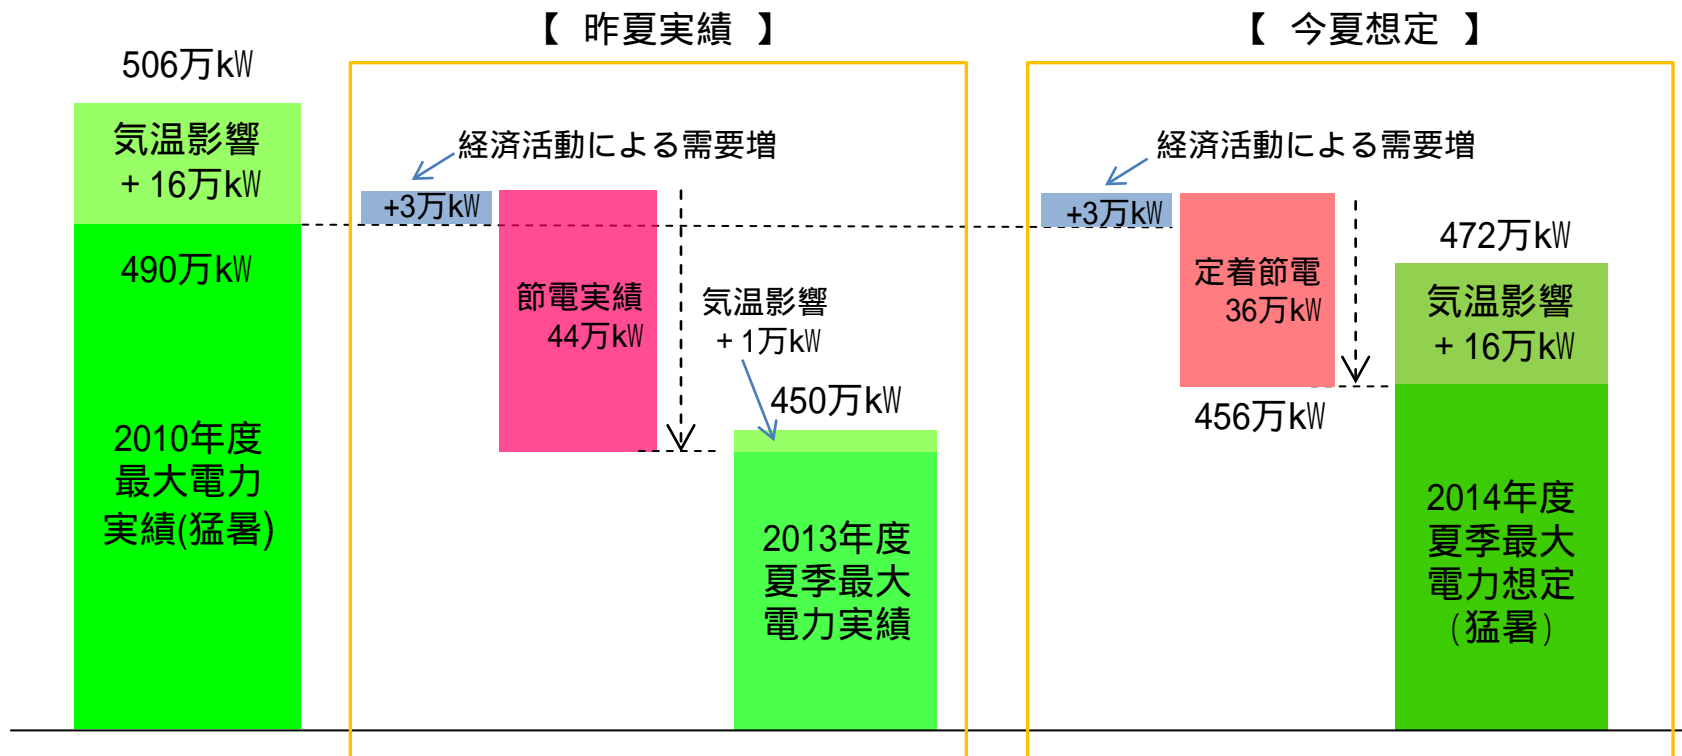 【 昨夏実績 】
【 今夏想定 】
506万kW
気温影響
+ 16万kW
490万kW
2010年度
最大電力
実績(猛暑)
経済活動による需要増
+3万kW
節電実績
44万kW
気温影響
+ 1万kW
450万kW
2013年度
夏季最大
電力実績
経済活動による需要増
+3万kW
定着節電
36万kW
456万kW
472万kW
気温影響
+ 16万kW
2014年度
夏季最大
電力想定
(猛暑)